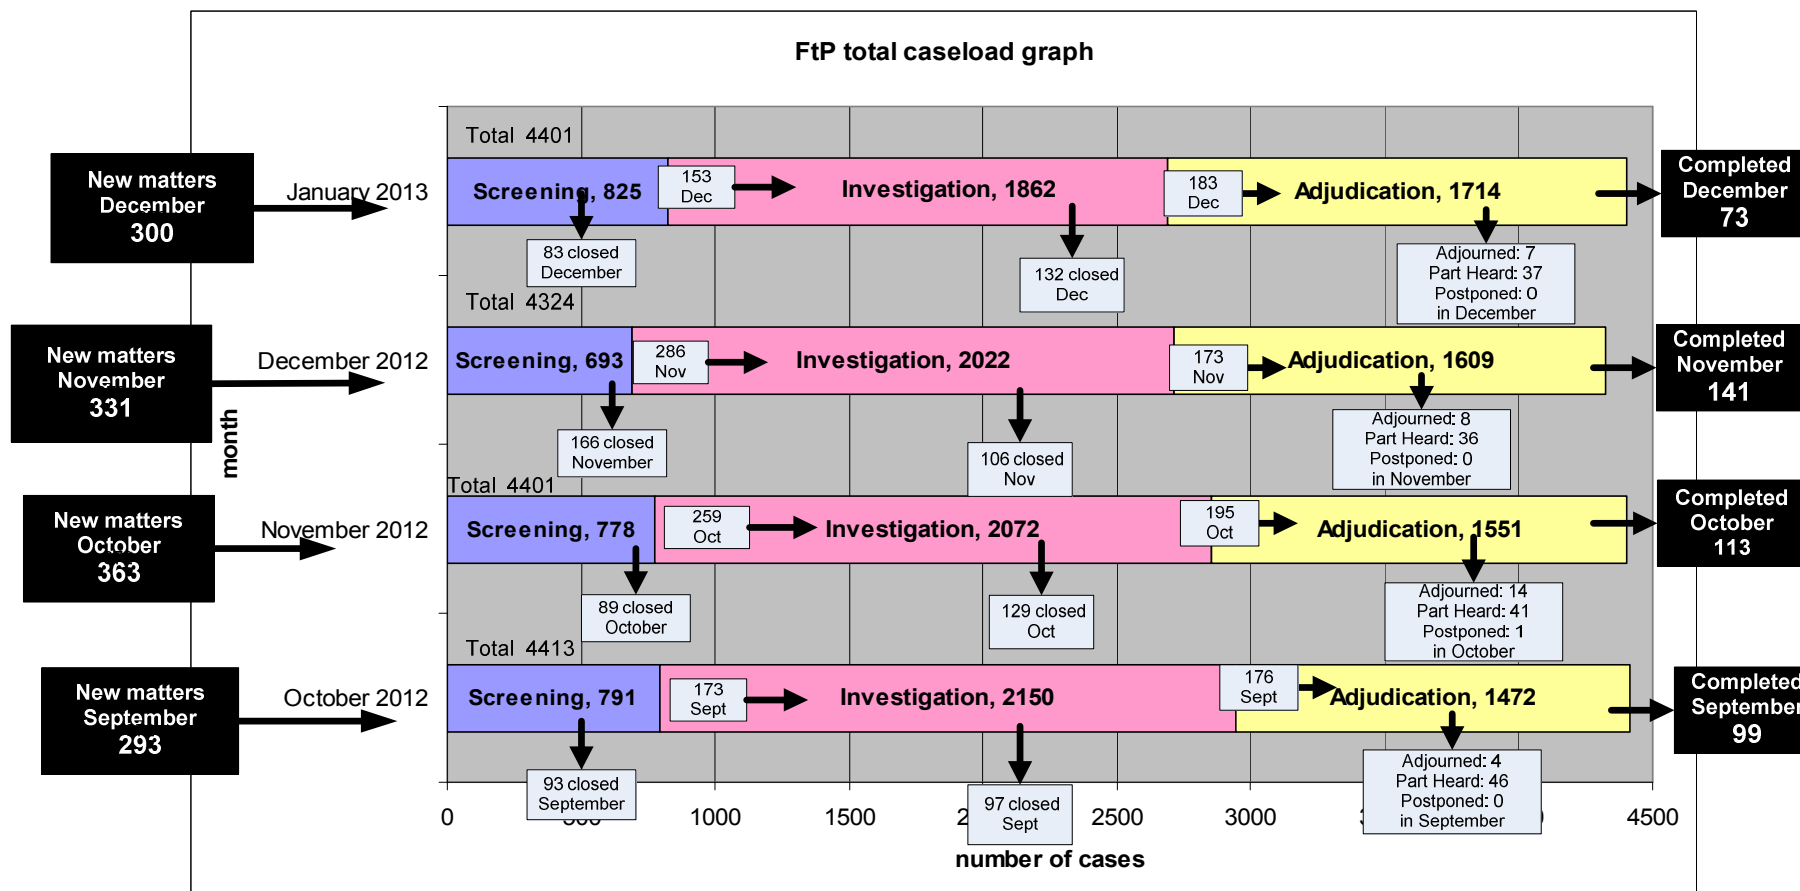 FtP total caseload graph
Total 4401
New matters
December
300
January 2013
Screening, 825
153
Dec
Investigation, 1862
183
Dec
Adjudication, 1714
Completed
December
73
83 closed
December
132 closed
Dec
Adjourned: 7
Part Heard: 37
Postponed: 0
in December
Total 4324
New matters
November
331
December 2012
Screening, 693
286
Nov
Investigation, 2022
173
Nov
Adjudication, 1609
Completed
November
141
166 closed
November
106 closed
Nov
Adjourned: 8
Part Heard: 36
Postponed: 0
in November
month
Total 4401
New matters
October
363
November 2012
Screening, 778
259
Oct
Investigation, 2072
195
Oct
Adjudication, 1551
Completed
October
113
89 closed
October
129 closed
Oct
Adjourned: 14
Part Heard: 41
Postponed: 1
in October
Total 4413
New matters
September
293
October 2012
Screening, 791
173
Sept
Investigation, 2150
176
Sept
Adjudication, 1472
Completed
September
99
93 closed
September
97 closed
Sept
Adjourned: 4
Part Heard: 46
Postponed: 0
in September
0 1000 1500 2500 3000 4500
number of cases